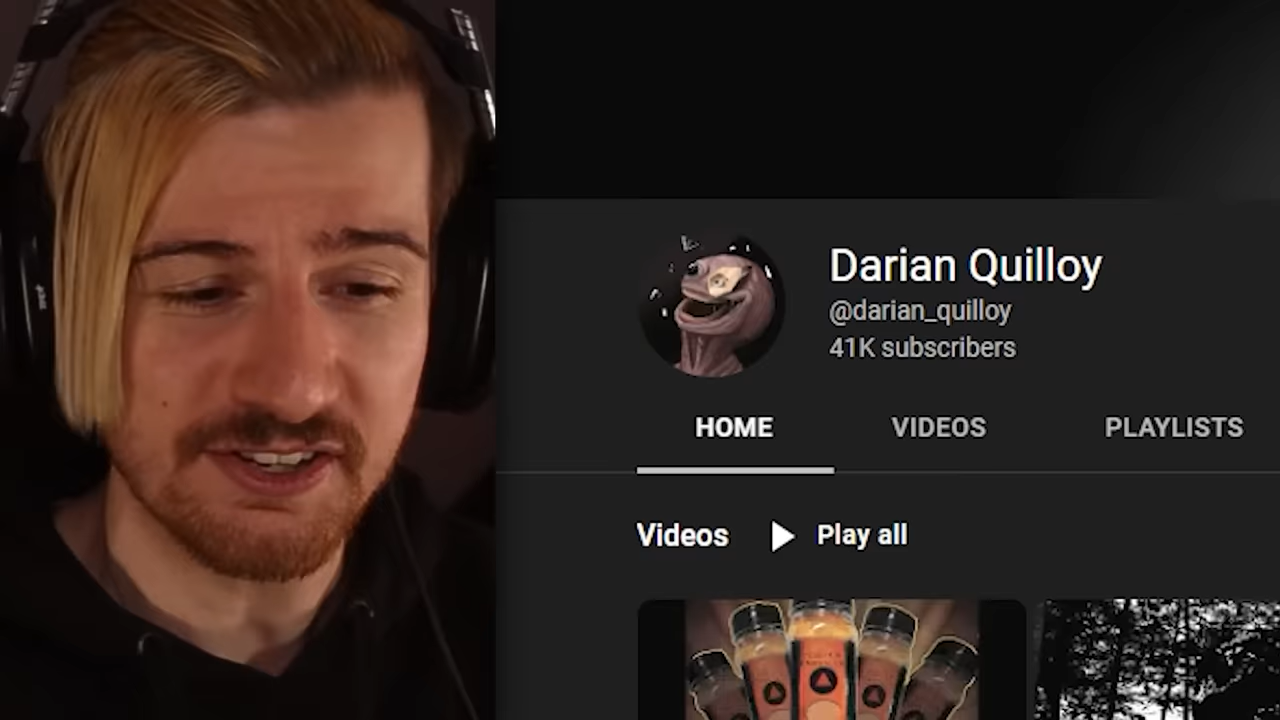 Darian Quilloy
@darian_quilloy
41K subscribers
HOME VIDEOS PLAYLISTS
Videos Play all